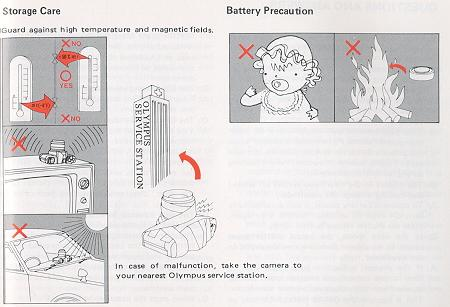 Storage Care
Guard against high temperature and magnetic fields.
NO
YES
NO
OLYMPUS
SERVICE STATION
In case of malfunction, take the camera to
your nearest Olympus service station.
Battery Precaution